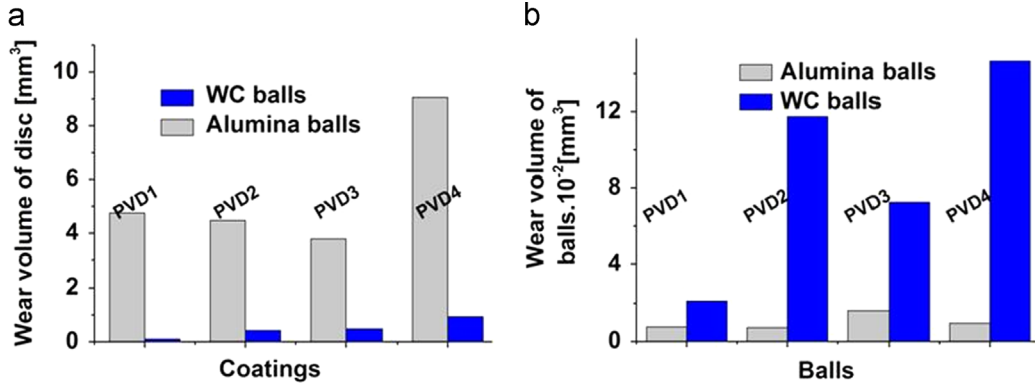 a
Wear volume of disc [mm³]
10
8
6
4
2
0
WC balls
Alumina balls
PVD1
PVD2
PVD3
PVD4
Coatings
b
Wear volume of
balls.10⁻²[mm³]
12
8
4
0
Alumina balls
WC balls
PVD1
PVD2
PVD3
PVD4
Balls